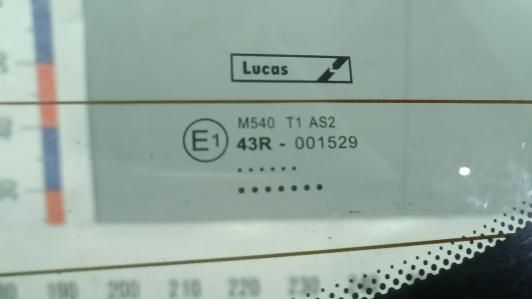 Lucas
M540 T1 AS2
E1
43R - 001529
190 200 210 220 230